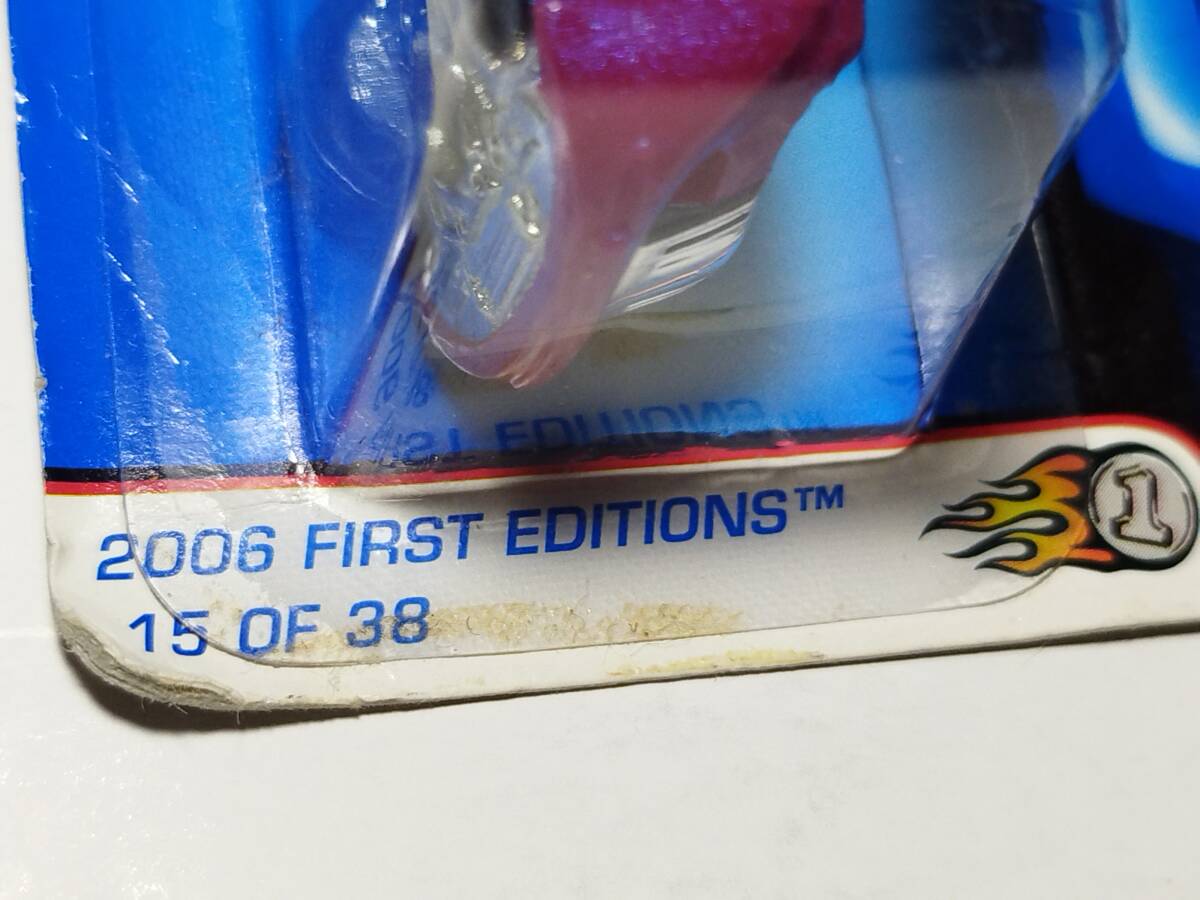 2006 FIRST EDITIONS™
15 OF 38
1